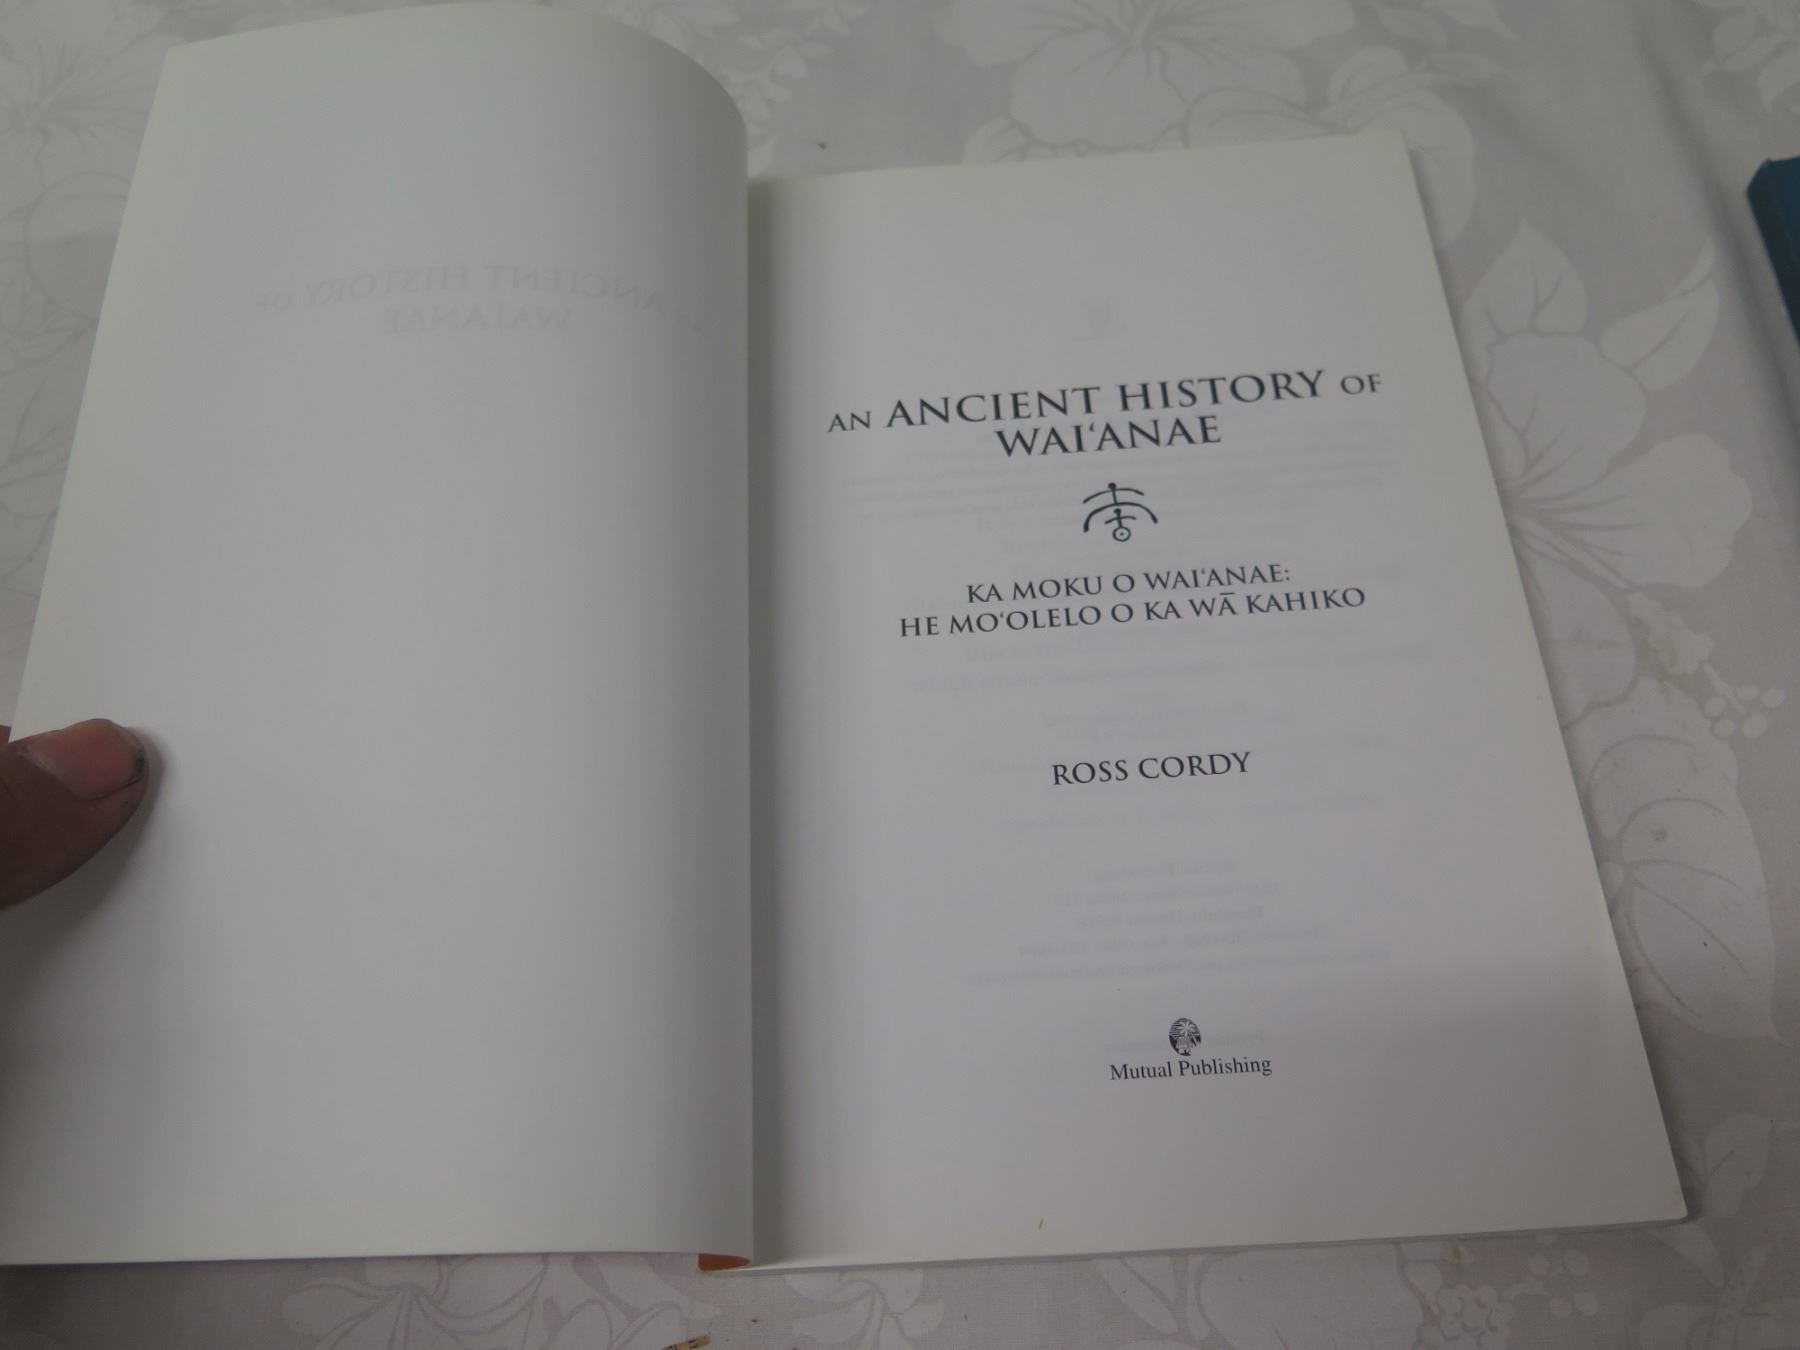 AN ANCIENT HISTORY OF
WAIʻANAE
KA MOKU O WAIʻANAE:
HE MOʻOLELO O KA WĀ KAHIKO
ROSS CORDY
Mutual Publishing